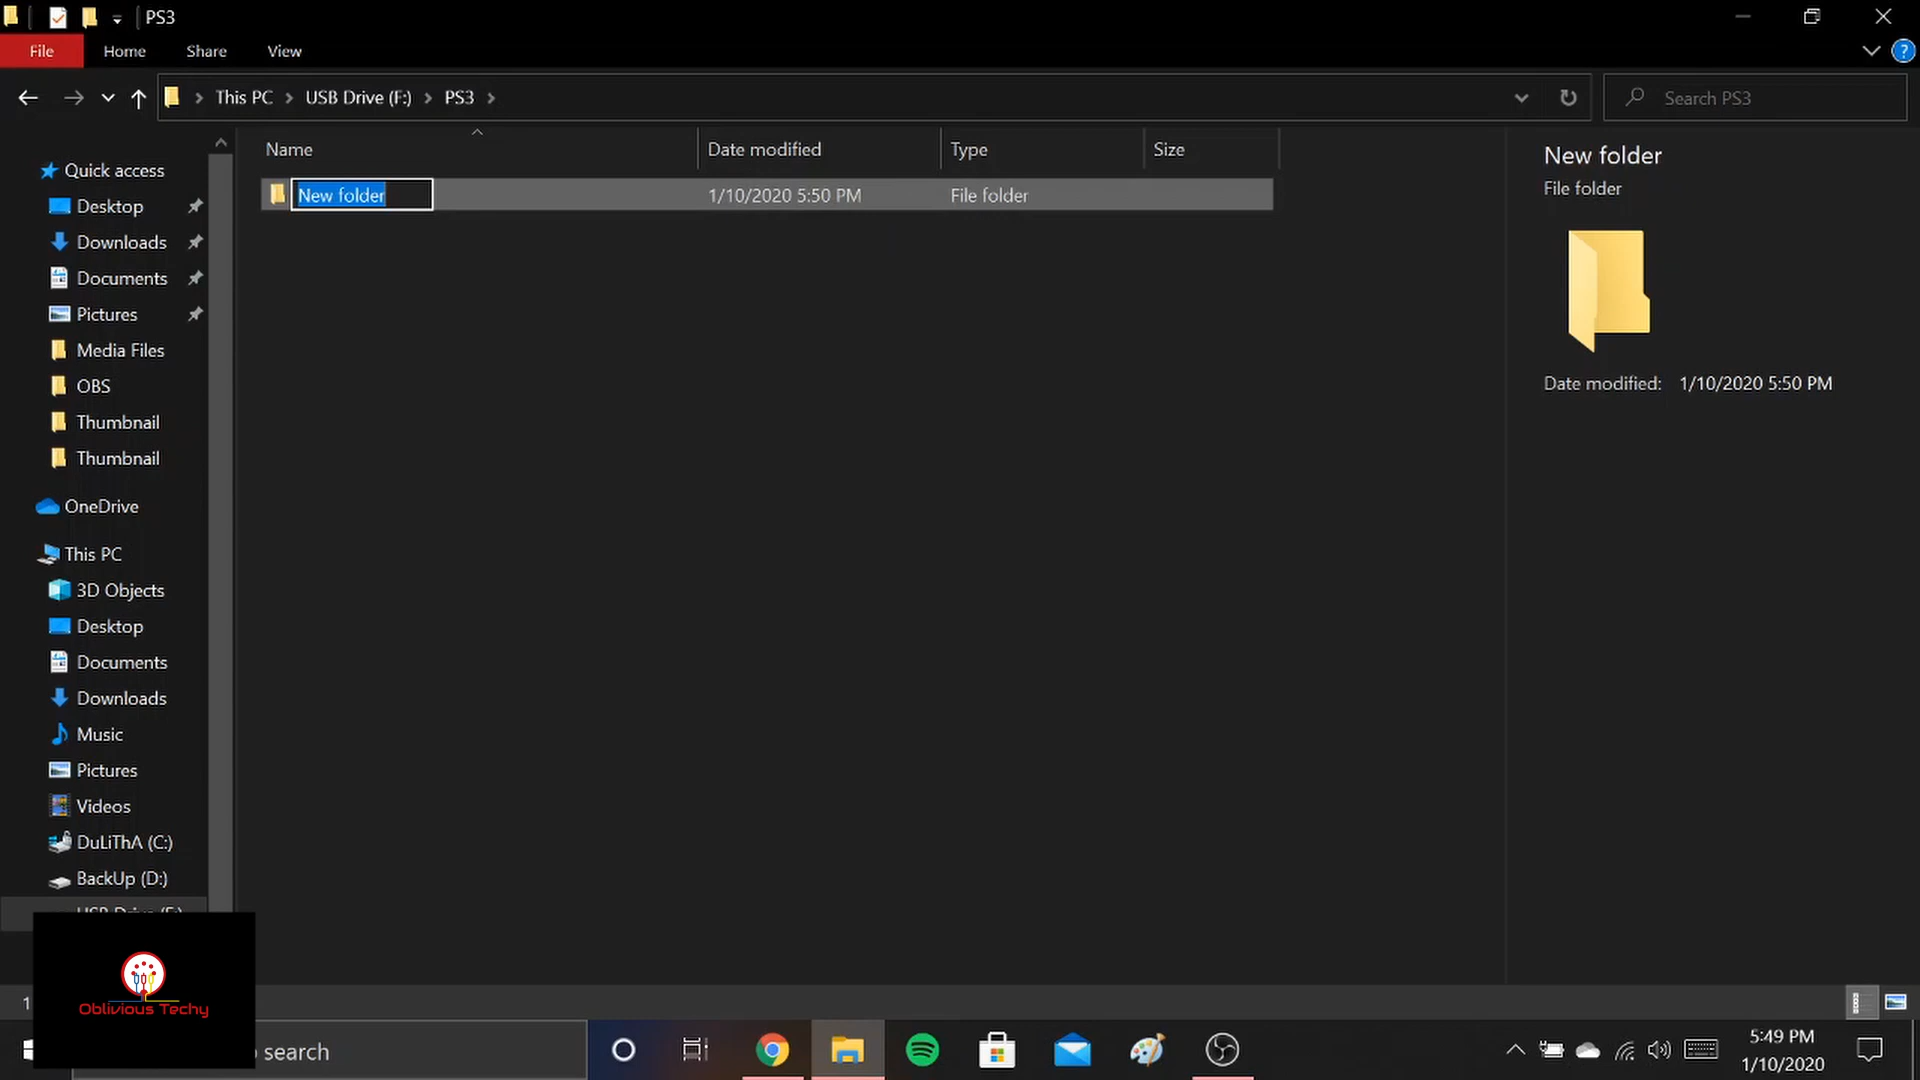 PS3
File
Home
Share
View
?
This PC
USB Drive (F:)
PS3
Search PS3
Name
Date modified
Type
Size
New folder
1/10/2020 5:50 PM
File folder
Quick access
Desktop
Downloads
Documents
Pictures
Media Files
OBS
Thumbnail
Thumbnail
OneDrive
This PC
3D Objects
Desktop
Documents
Downloads
Music
Pictures
Videos
DuLiThA (C:)
BackUp (D:)
USB Drive (F:)
New folder
File folder
Date modified: 1/10/2020 5:50 PM
1
Oblivious Techy
search
5:49 PM
1/10/2020